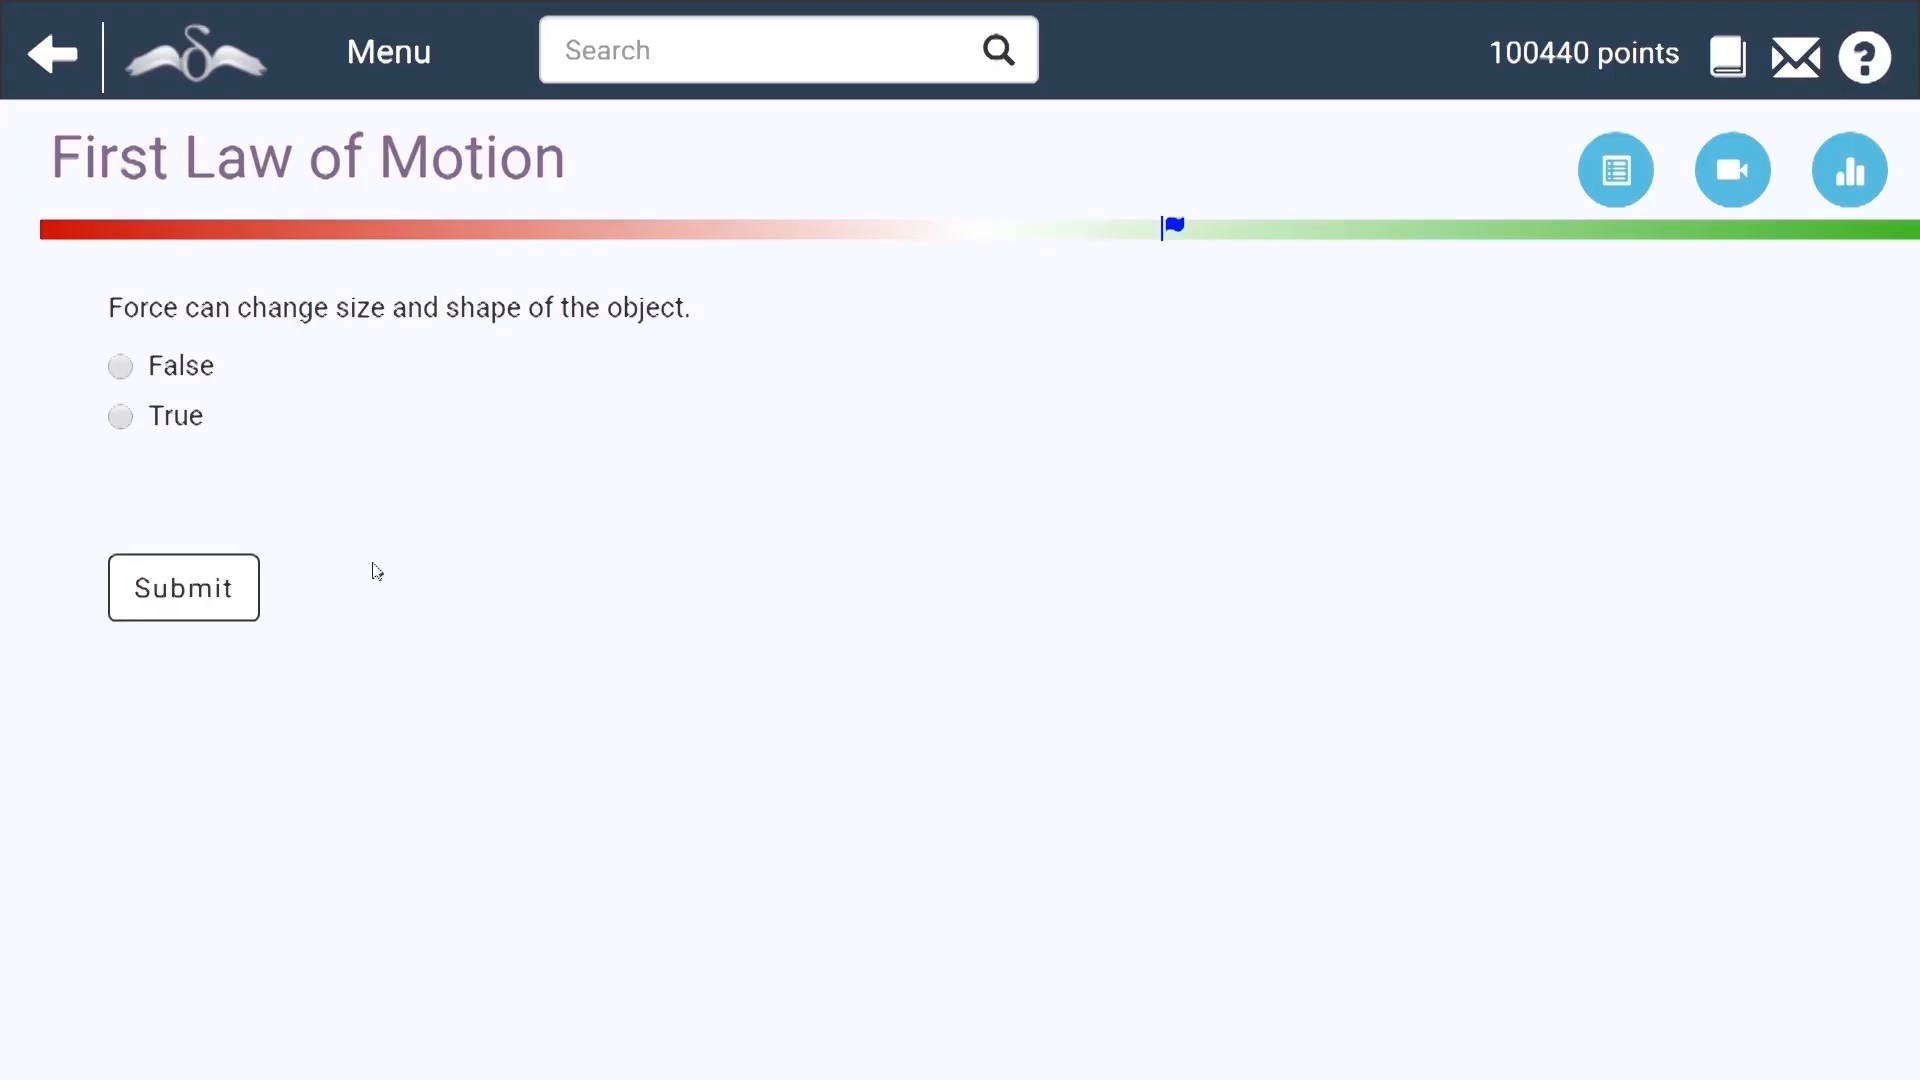 Menu
Search
100440 points
?
First Law of Motion
Force can change size and shape of the object.
False
True
Submit